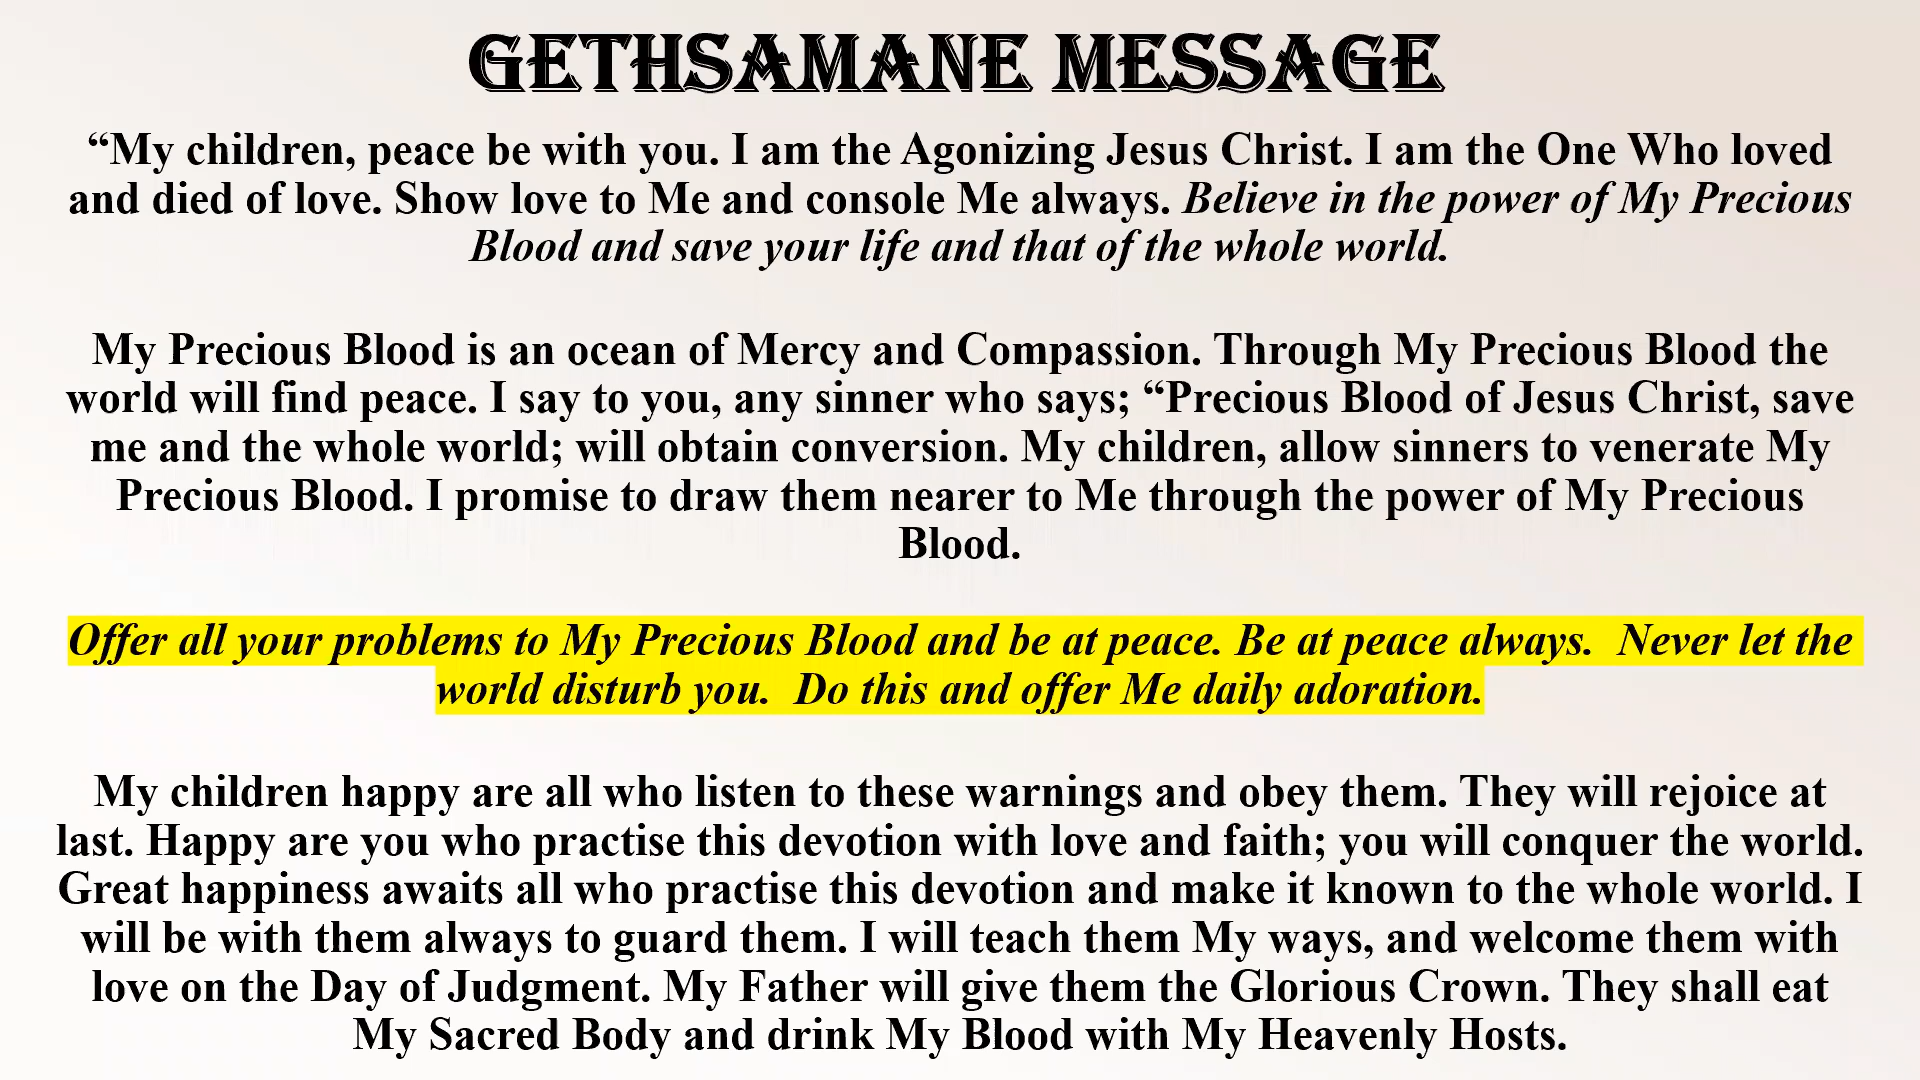 GETHSAMANE MESSAGE
“My children, peace be with you. I am the Agonizing Jesus Christ. I am the One Who loved
and died of love. Show love to Me and console Me always. Believe in the power of My Precious
Blood and save your life and that of the whole world.
My Precious Blood is an ocean of Mercy and Compassion. Through My Precious Blood the
world will find peace. I say to you, any sinner who says; “Precious Blood of Jesus Christ, save
me and the whole world; will obtain conversion. My children, allow sinners to venerate My
Precious Blood. I promise to draw them nearer to Me through the power of My Precious
Blood.
Offer all your problems to My Precious Blood and be at peace. Be at peace always.  Never let the
world disturb you.  Do this and offer Me daily adoration.
My children happy are all who listen to these warnings and obey them. They will rejoice at
last. Happy are you who practise this devotion with love and faith; you will conquer the world.
Great happiness awaits all who practise this devotion and make it known to the whole world. I
will be with them always to guard them. I will teach them My ways, and welcome them with
love on the Day of Judgment. My Father will give them the Glorious Crown. They shall eat
My Sacred Body and drink My Blood with My Heavenly Hosts.